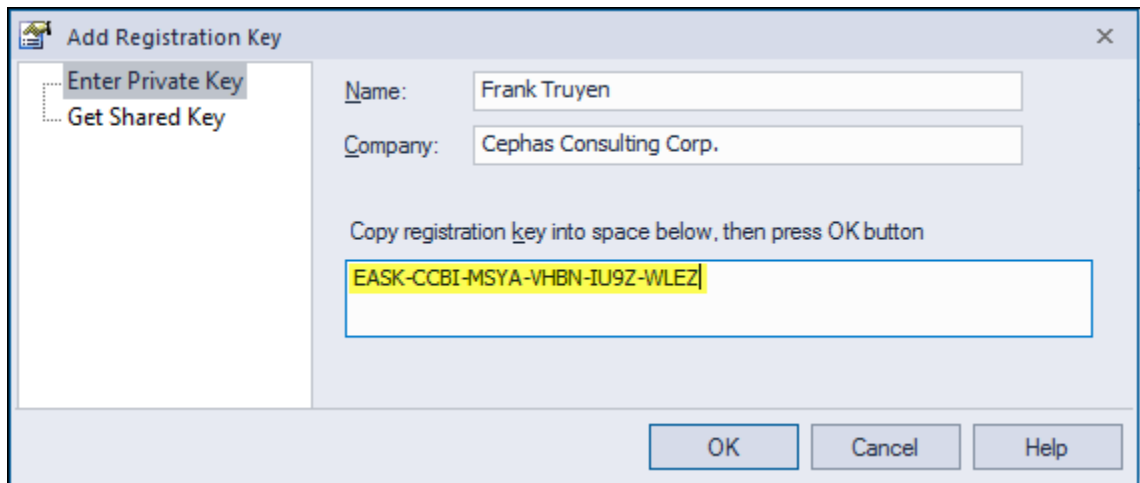 Add Registration Key
Enter Private Key
Get Shared Key
Name: Frank Truyen
Company: Cephas Consulting Corp.
Copy registration key into space below, then press OK button
EASK-CCBI-MSYA-VHBN-IU9Z-WLEZ
OK Cancel Help